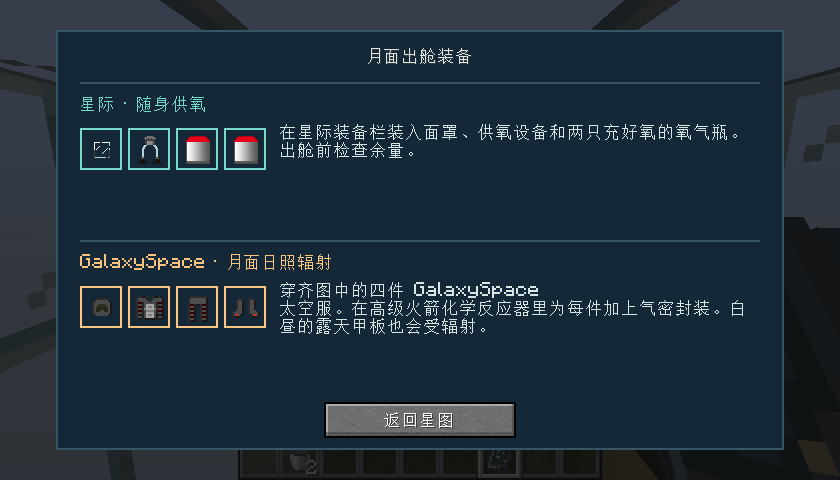 月面出舱装备
星际 · 随身供氧
在星际装备栏装入面罩、供氧设备和两只充好氧的氧气瓶。
出舱前检查余量。
GalaxySpace · 月面日照辐射
穿齐图中的四件 GalaxySpace
太空服。在高级火箭化学反应器里为每件加上气密封装。白
昼的露天甲板也会受辐射。
返回星图
2